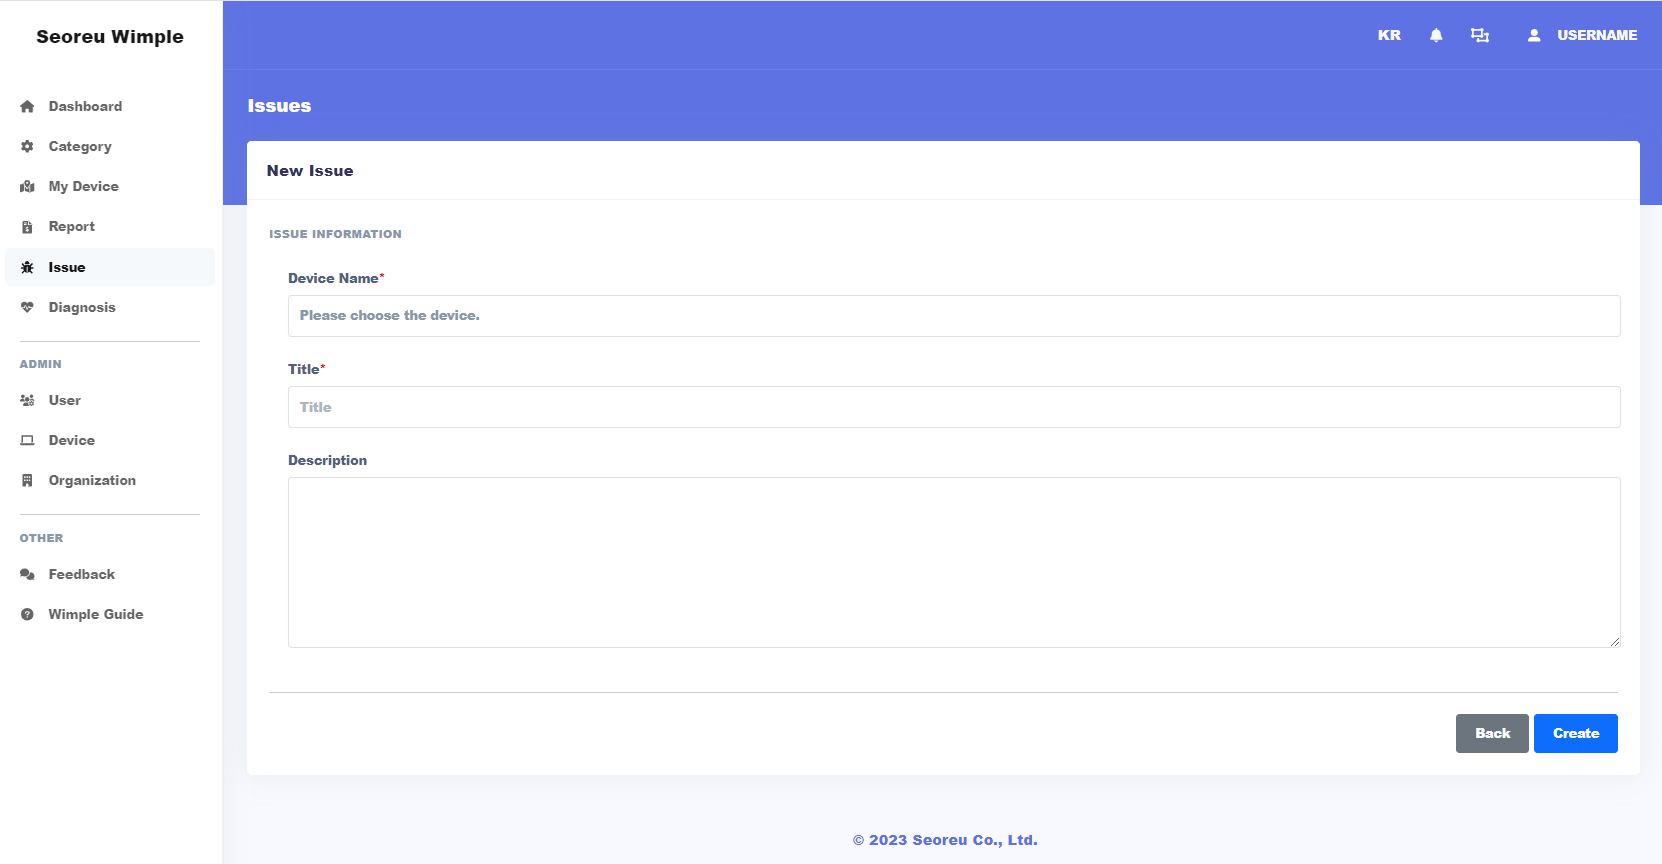 Seoreu Wimple
KR
USERNAME
Dashboard
Category
My Device
Report
Issue
Diagnosis
ADMIN
User
Device
Organization
OTHER
Feedback
Wimple Guide
Issues
New Issue
ISSUE INFORMATION
Device Name*
Please choose the device.
Title*
Title
Description
Back
Create
© 2023 Seoreu Co., Ltd.